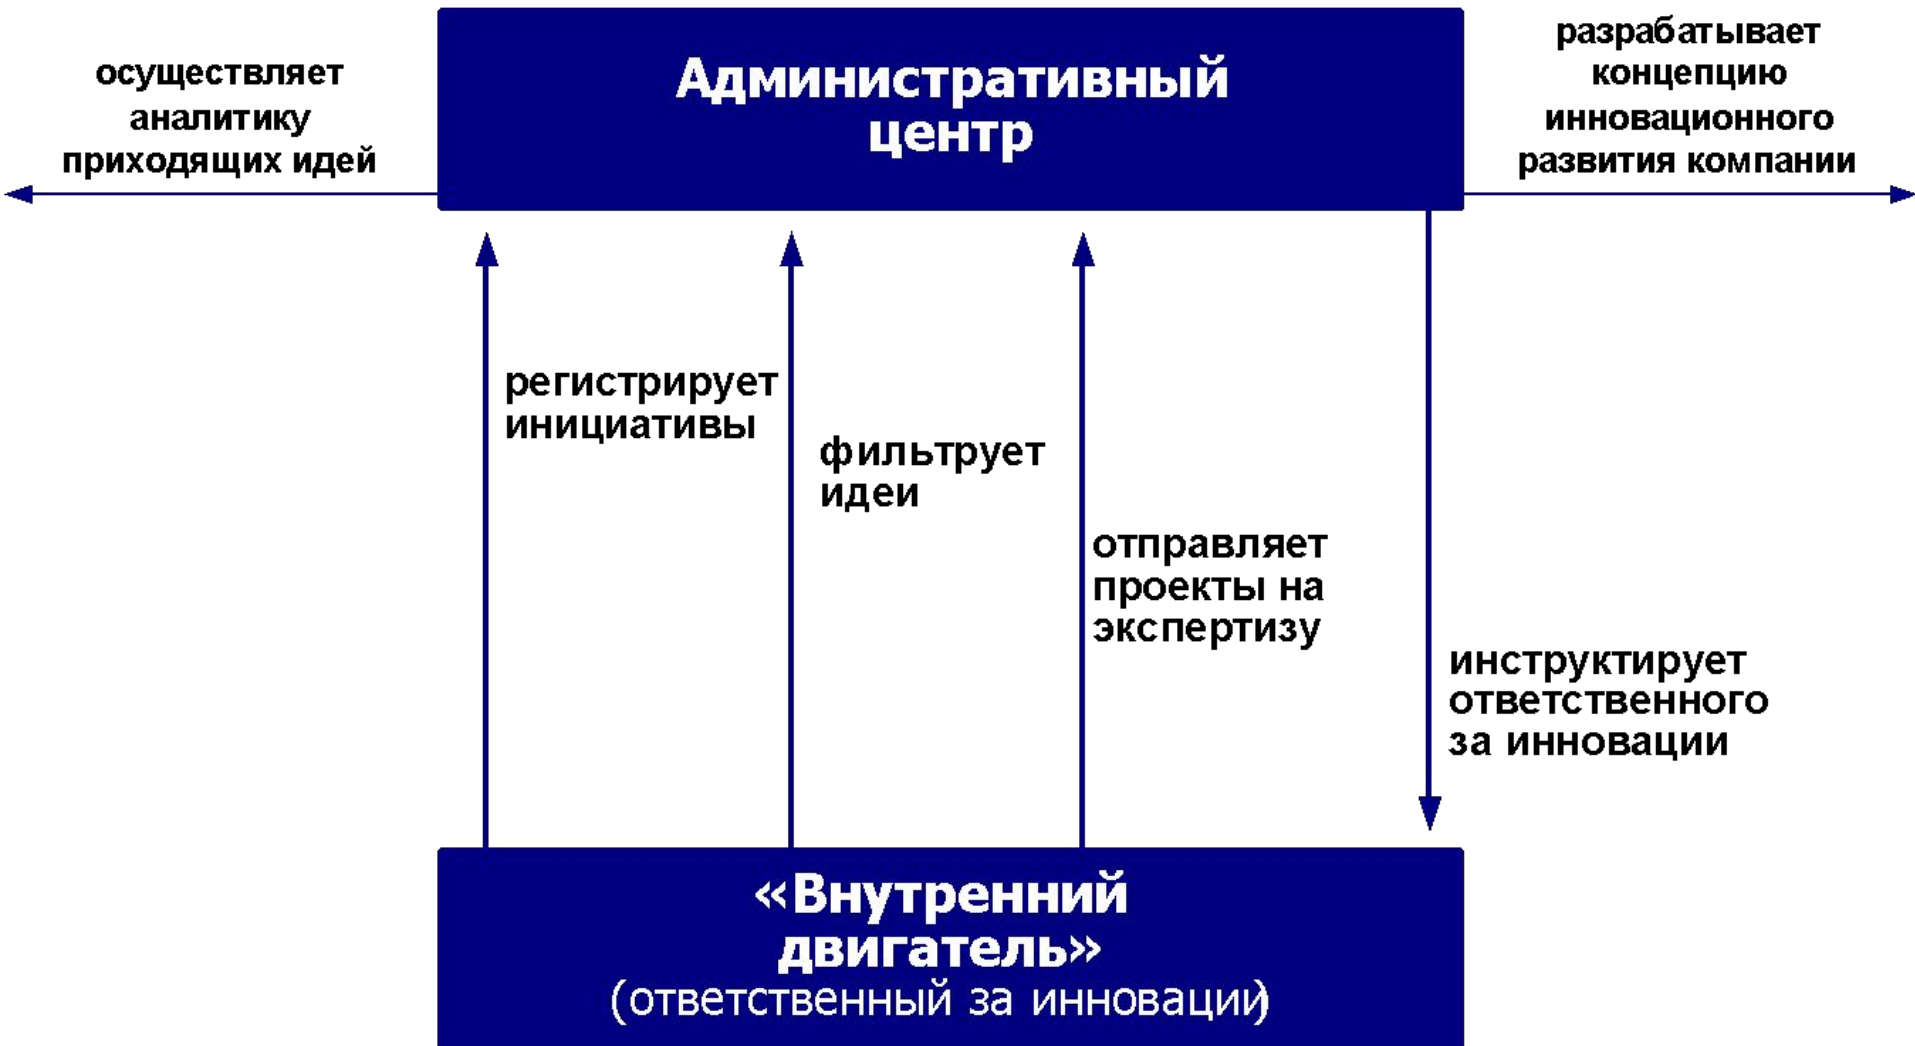 осуществляет
аналитику
приходящих идей
Административный
центр
разрабатывает
концепцию
инновационного
развития компании
регистрирует
инициативы
фильтрует
идеи
отправляет
проекты на
экспертизу
инструктирует
ответственного
за инновации
«Внутренний
двигатель»
(ответственный за инновации)